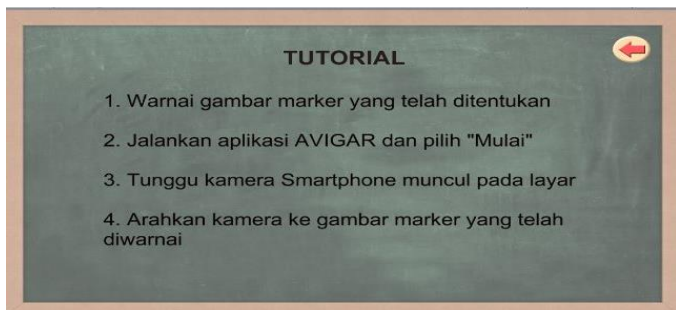 TUTORIAL
1. Warnai gambar marker yang telah ditentukan
2. Jalankan aplikasi AVIGAR dan pilih "Mulai"
3. Tunggu kamera Smartphone muncul pada layar
4. Arahkan kamera ke gambar marker yang telah
diwarnai